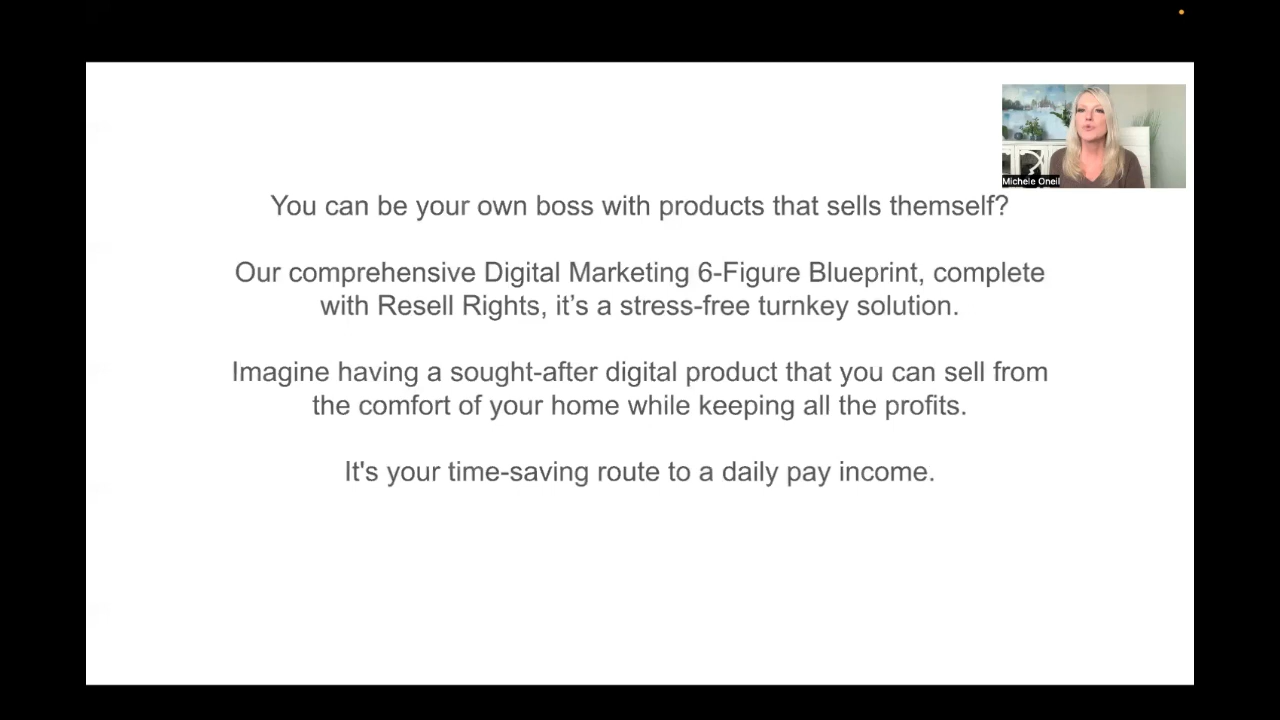 Michele Oneil
You can be your own boss with products that sells themself?
Our comprehensive Digital Marketing 6-Figure Blueprint, complete
with Resell Rights, it’s a stress-free turnkey solution.
Imagine having a sought-after digital product that you can sell from
the comfort of your home while keeping all the profits.
It's your time-saving route to a daily pay income.